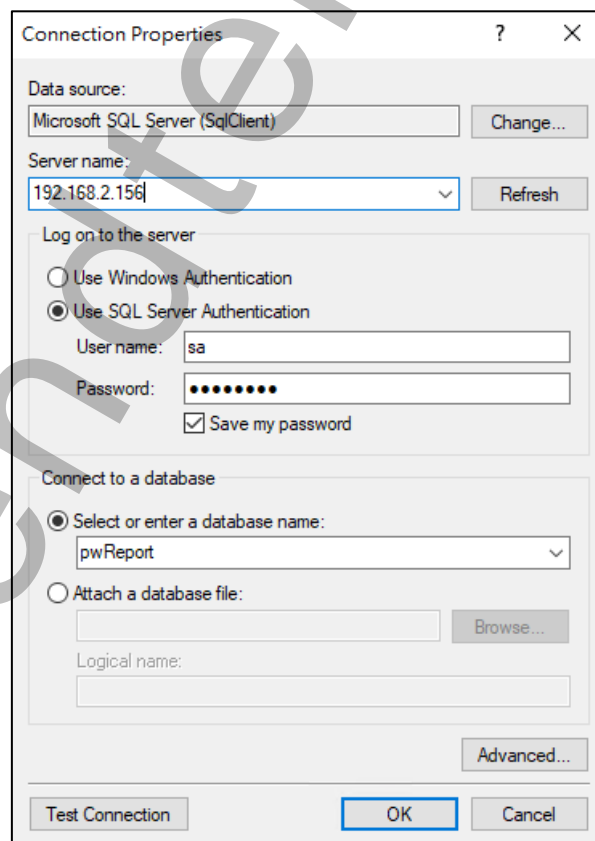 Connection Properties ? ×
Data source:
Microsoft SQL Server (SqlClient) Change...
Server name:
192.168.2.156 Refresh
Log on to the server
Use Windows Authentication
Use SQL Server Authentication
User name: sa
Password: ●●●●●●●●
Save my password
Connect to a database
Select or enter a database name:
pwReport
Attach a database file:
Browse...
Logical name:
Advanced...
Test Connection OK Cancel